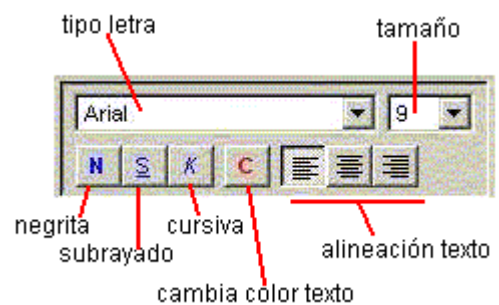 tipo letra
tamaño
Arial
9
N S K C
negrita
cursiva
subrayado
alineación texto
cambia color texto